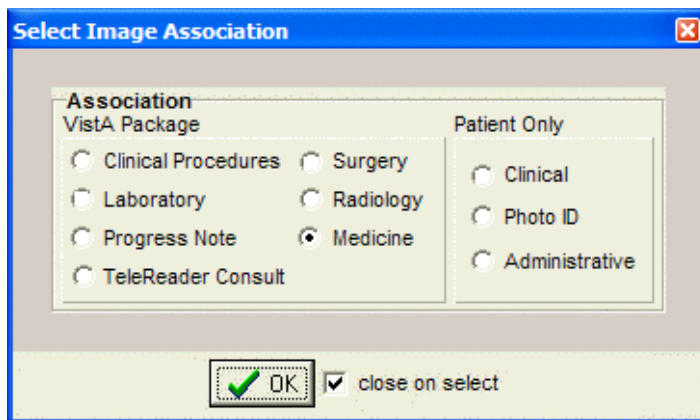 Select Image Association
Association
VistA Package
Patient Only
Clinical Procedures
Surgery
Laboratory
Radiology
Progress Note
Medicine
TeleReader Consult
Clinical
Photo ID
Administrative
OK
close on select